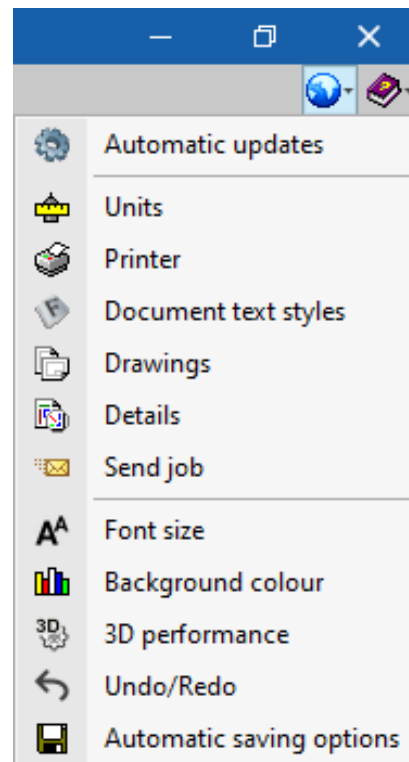 Automatic updates
Units
Printer
Document text styles
Drawings
Details
Send job
Font size
Background colour
3D performance
Undo/Redo
Automatic saving options